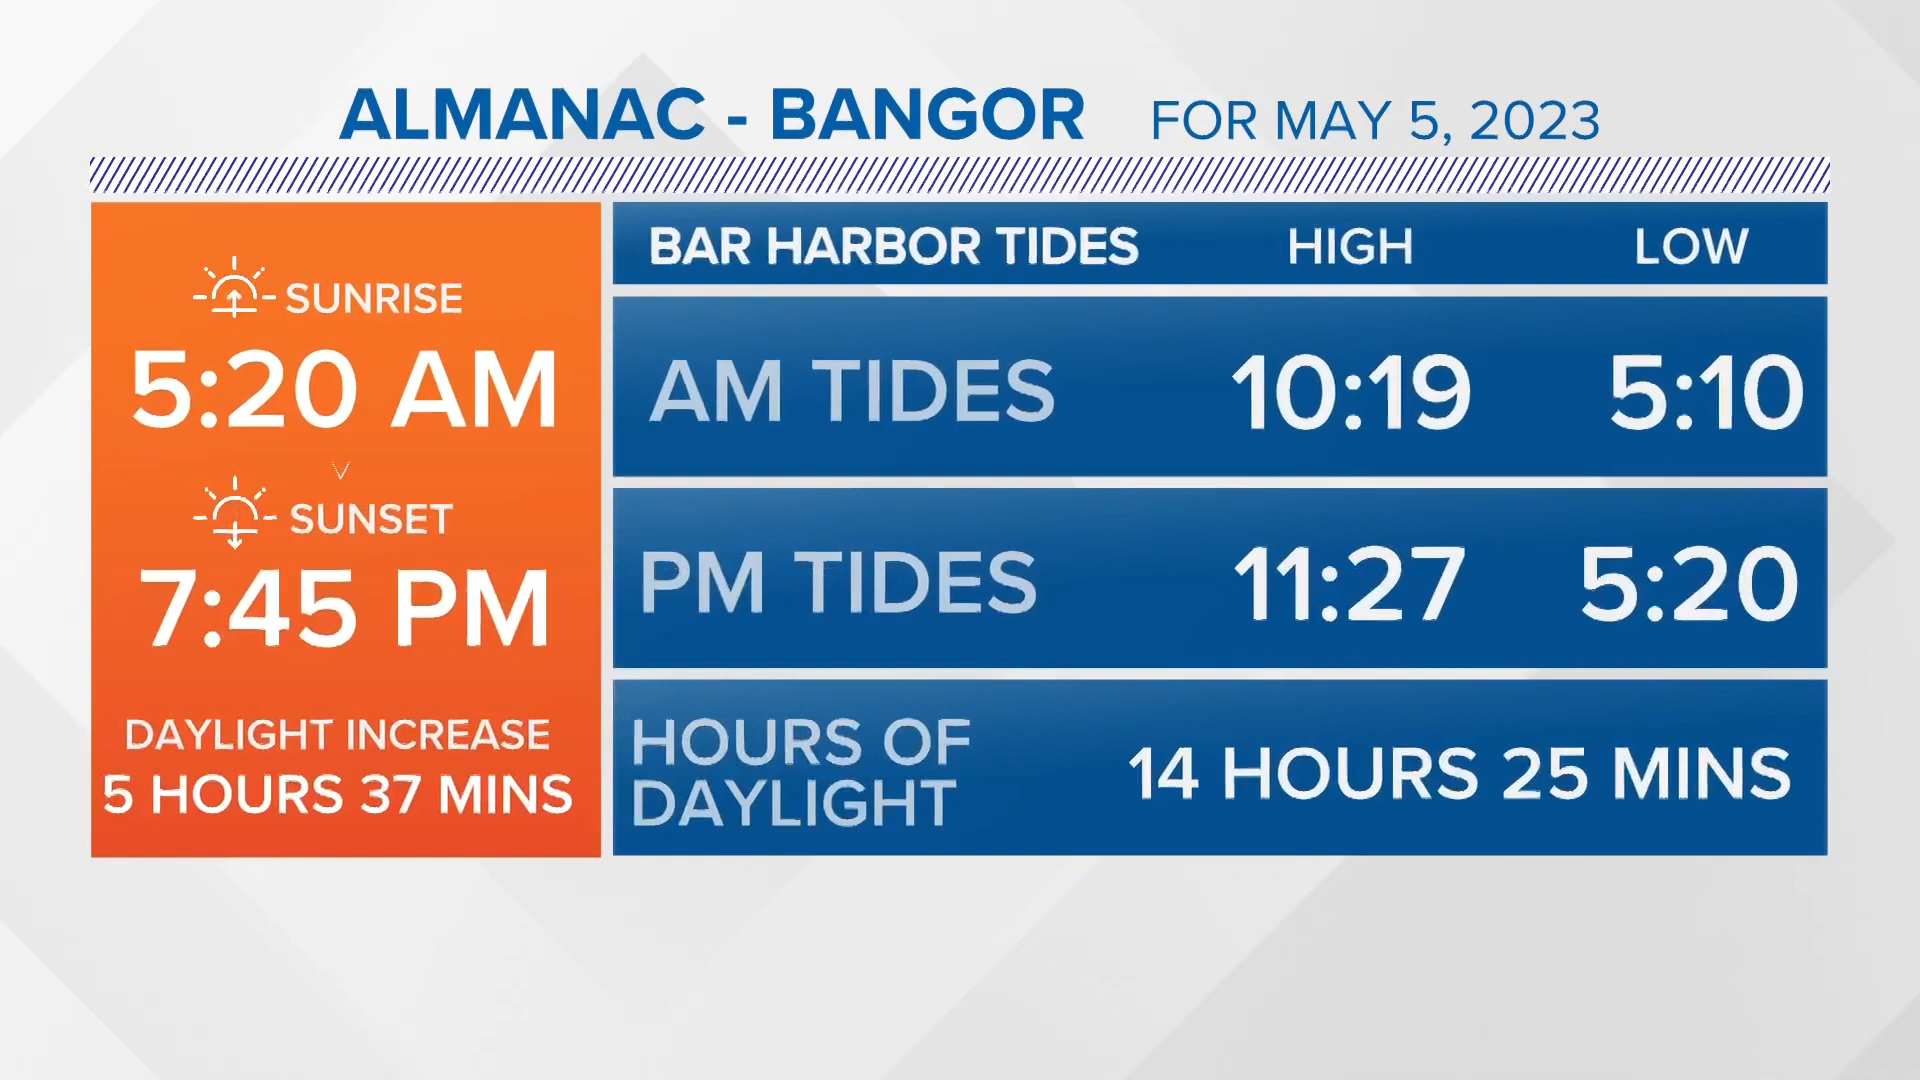 ALMANAC - BANGOR FOR MAY 5, 2023
SUNRISE
5:20 AM
SUNSET
7:45 PM
DAYLIGHT INCREASE
5 HOURS 37 MINS
BAR HARBOR TIDES HIGH LOW
AM TIDES 10:19 5:10
PM TIDES 11:27 5:20
HOURS OF
DAYLIGHT
14 HOURS 25 MINS